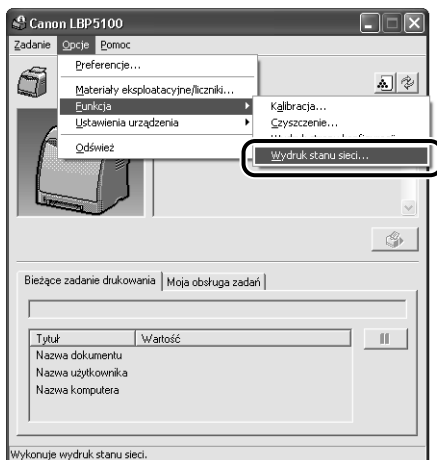 Canon LBP5100
Zadanie Opcje Pomoc
Preferencje...
Materiały eksploatacyjne/liczniki...
Funkcja
Ustawienia urządzenia
Odśwież
Kalibracja...
Czyszczenie...
Wydruk stanu sieci...
Bieżące zadanie drukowania Moja obsługa zadań
Tytuł Wartość
Nazwa dokumentu
Nazwa użytkownika
Nazwa komputera
Wykonuje wydruk stanu sieci.